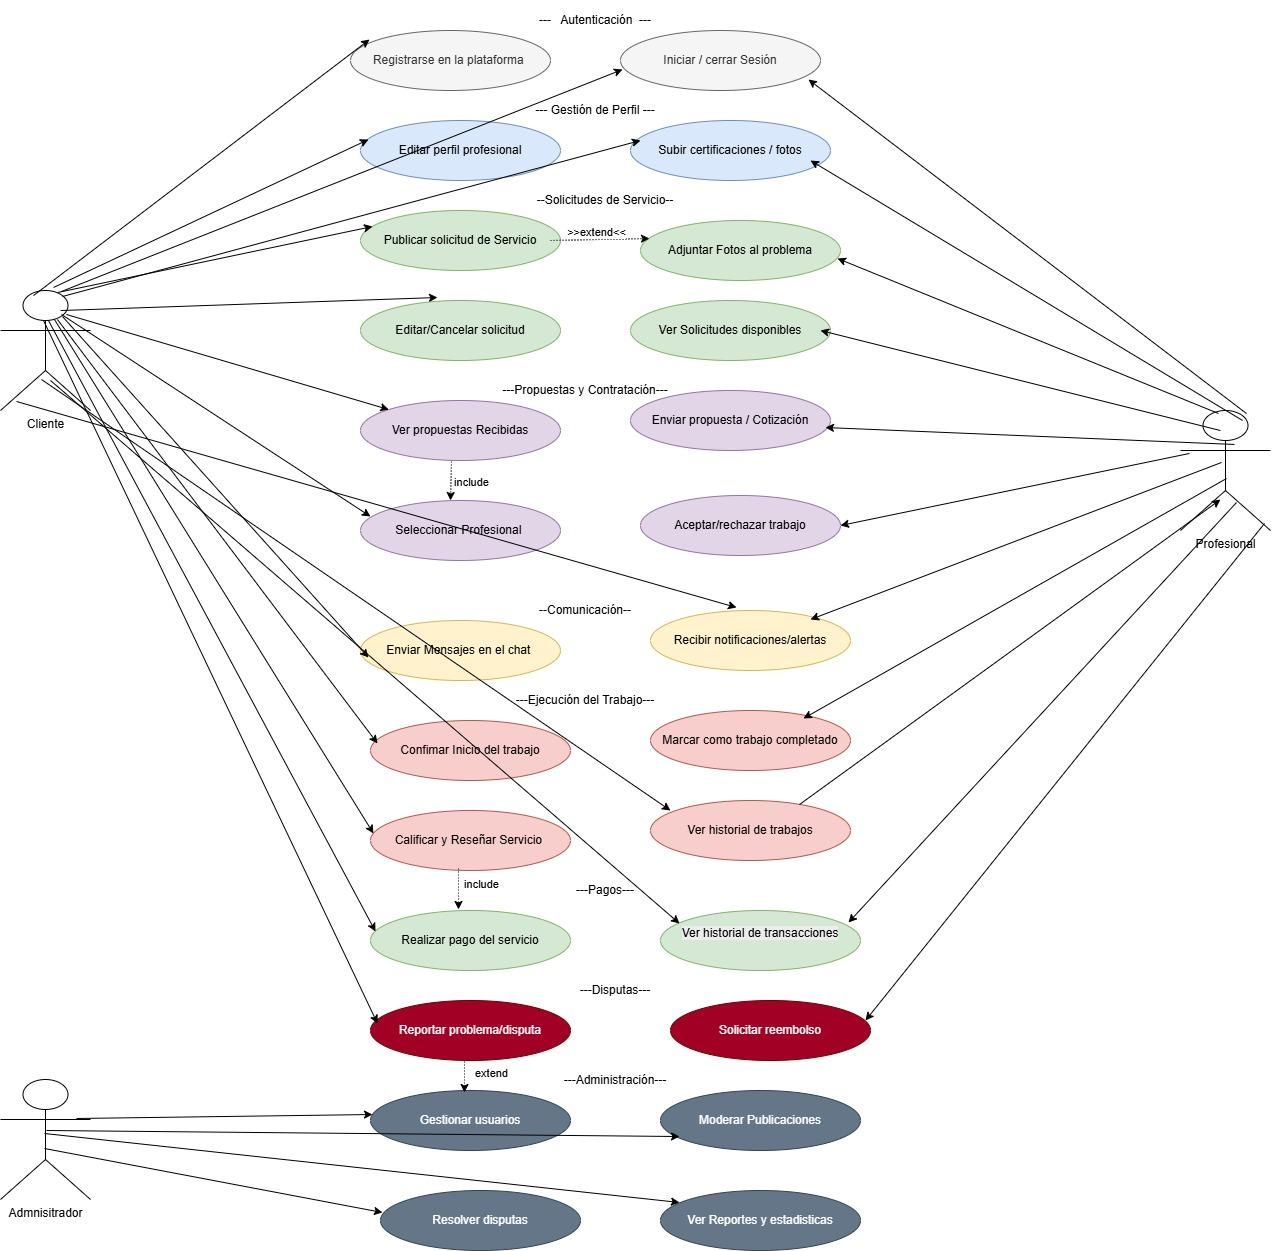 --- Autenticación ---
Registrarse en la plataforma
Iniciar / cerrar Sesión
--- Gestión de Perfil ---
Editar perfil profesional
Subir certificaciones / fotos
--Solicitudes de Servicio--
Publicar solicitud de Servicio
>>extend<<
Adjuntar Fotos al problema
Editar/Cancelar solicitud
Ver Solicitudes disponibles
---Propuestas y Contratación---
Cliente
Ver propuestas Recibidas
Enviar propuesta / Cotización
include
Seleccionar Profesional
Aceptar/rechazar trabajo
Profesional
--Comunicación--
Enviar Mensajes en el chat
Recibir notificaciones/alertas
---Ejecución del Trabajo---
Confimar Inicio del trabajo
Marcar como trabajo completado
Calificar y Reseñar Servicio
Ver historial de trabajos
include
---Pagos---
Realizar pago del servicio
Ver historial de transacciones
---Disputas---
Reportar problema/disputa
Solicitar reembolso
extend
---Administración---
Gestionar usuarios
Moderar Publicaciones
Admnisitrador
Resolver disputas
Ver Reportes y estadisticas